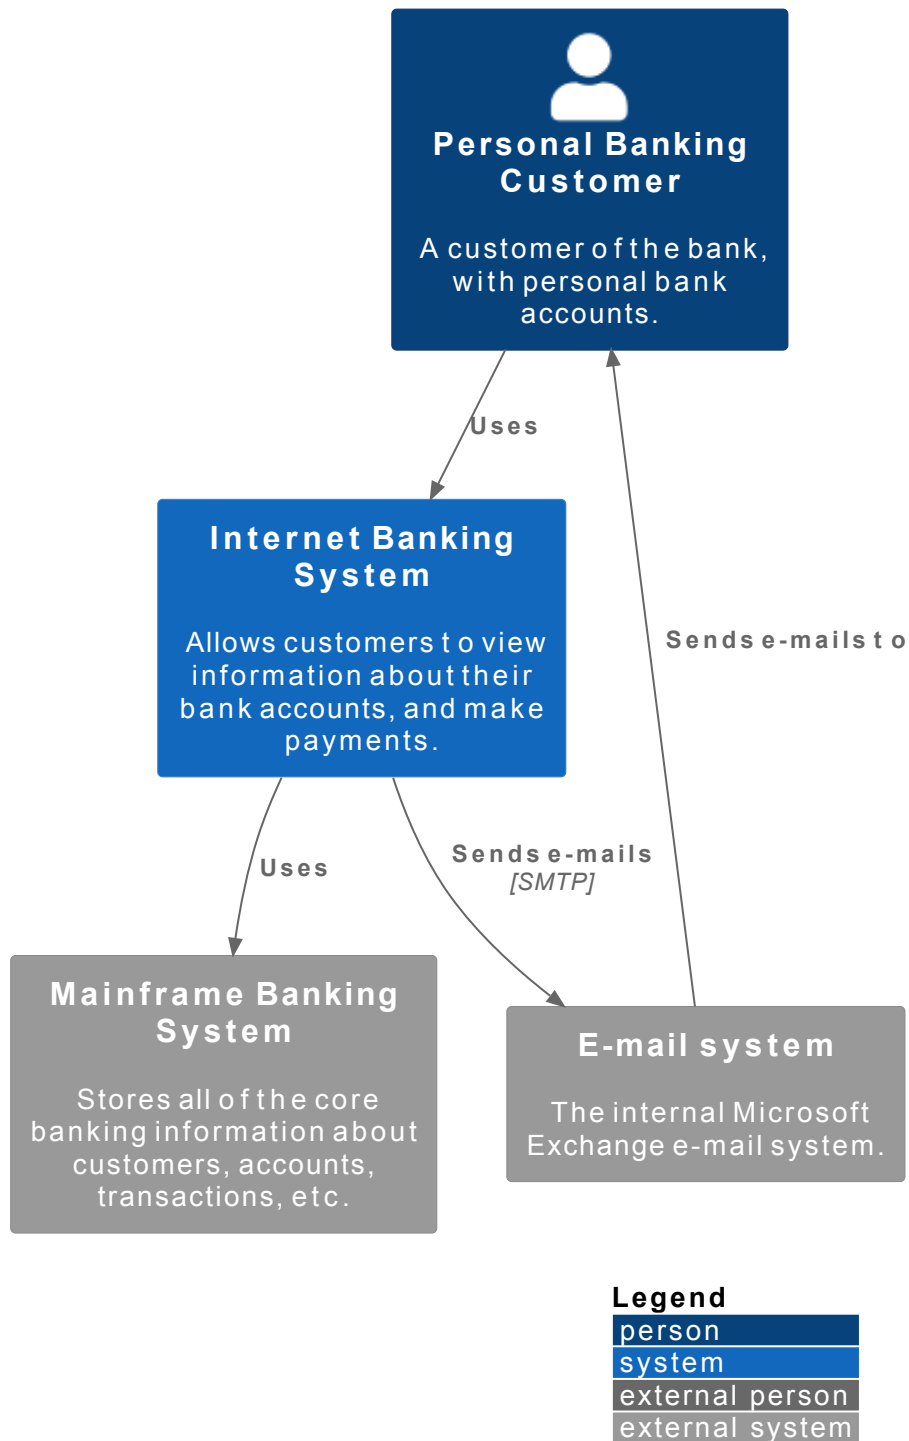 Personal Banking
Customer
A customer of the bank,
with personal bank
accounts.
Uses
Internet Banking
System
Allows customers to view
information about their
bank accounts, and make
payments.
Sends e-mails to
Uses
Sends e-mails
[SMTP]
Mainframe Banking
System
Stores all of the core
banking information about
customers, accounts,
transactions, etc.
E-mail system
The internal Microsoft
Exchange e-mail system.
Legend
person
system
external person
external system